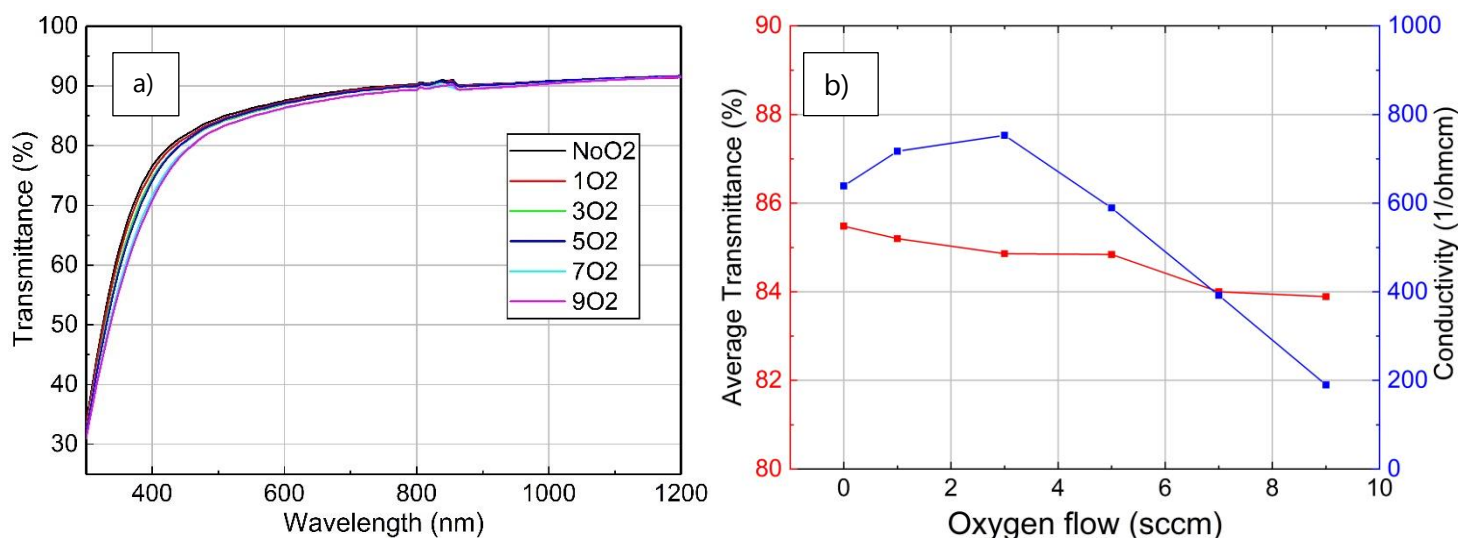 a)
Transmittance (%)
100
90
80
70
60
50
40
30
NoO2
1O2
3O2
5O2
7O2
9O2
400
600
800
1000
1200
Wavelength (nm)
b)
Average Transmittance (%)
90
88
86
84
82
80
1000
800
600
400
200
0
Conductivity (1/ohmcm)
0
2
4
6
8
10
Oxygen flow (sccm)